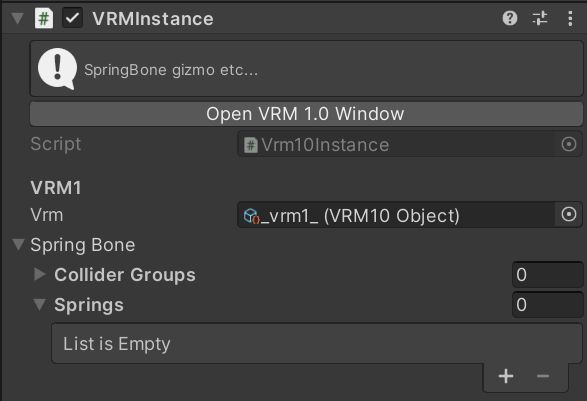 VRMInstance
SpringBone gizmo etc...
Open VRM 1.0 Window
Script Vrm10Instance
VRM1
Vrm _vrm1_ (VRM10 Object)
Spring Bone
Collider Groups 0
Springs 0
List is Empty